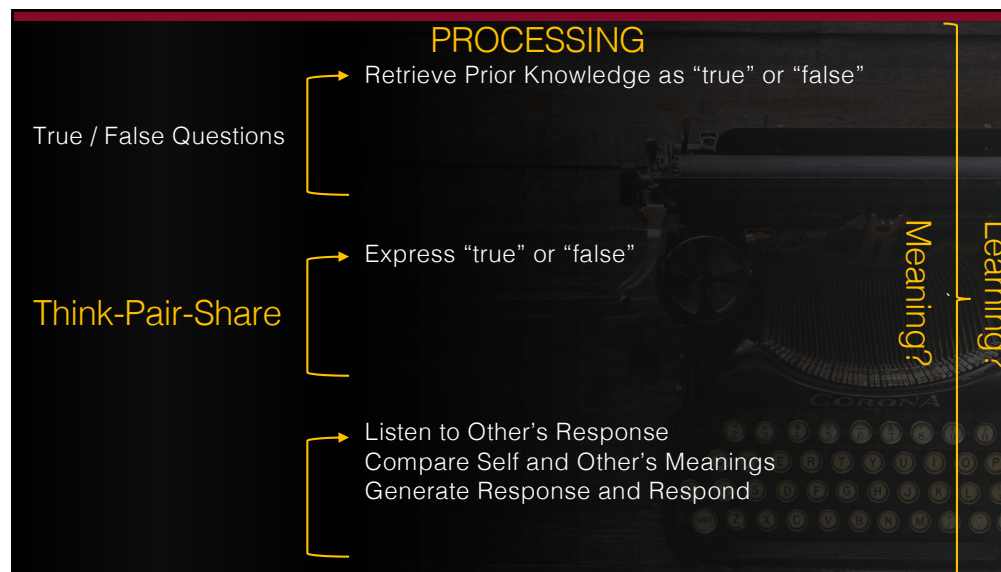 PROCESSING
Retrieve Prior Knowledge as “true” or “false”
True / False Questions
Express “true” or “false”
Think-Pair-Share
Meaning?
Learning?
Listen to Other’s Response
Compare Self and Other’s Meanings
Generate Response and Respond
CORONA